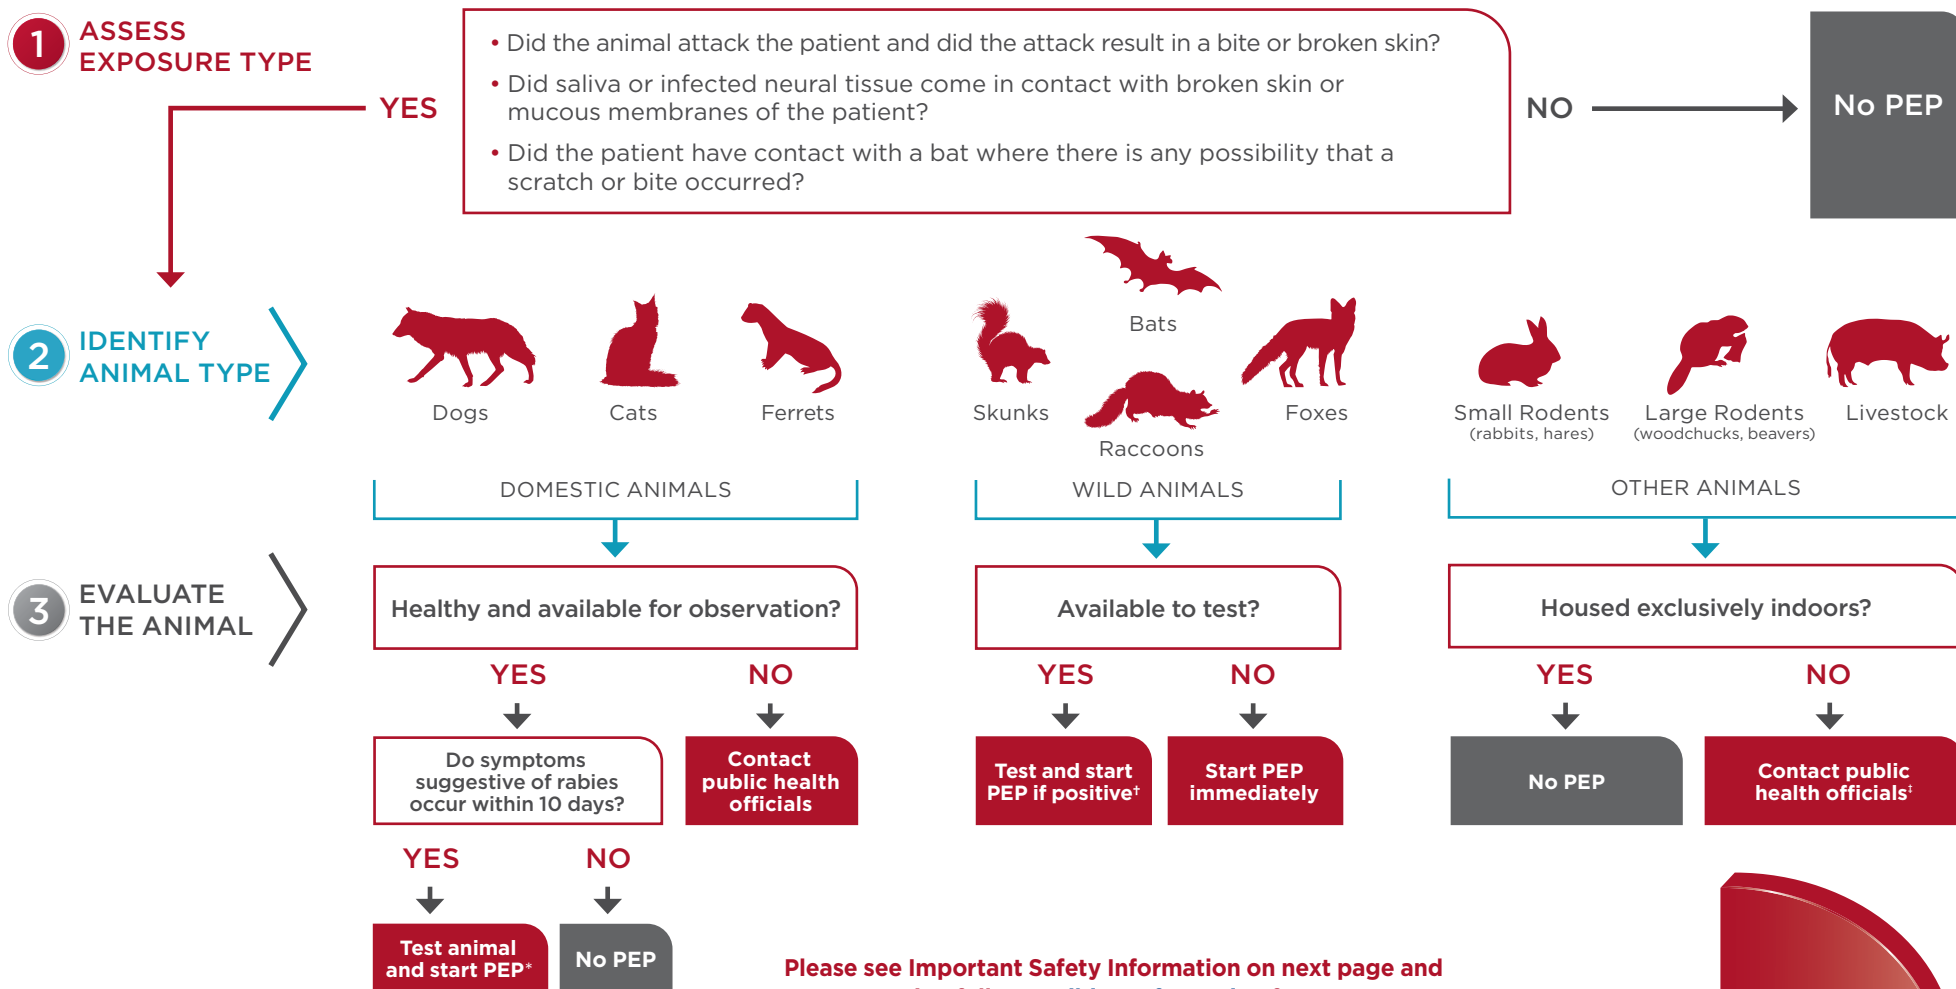 1 ASSESS
EXPOSURE TYPE
• Did the animal attack the patient and did the attack result in a bite or broken skin?
• Did saliva or infected neural tissue come in contact with broken skin or
mucous membranes of the patient?
• Did the patient have contact with a bat where there is any possibility that a
scratch or bite occurred?
YES
NO
No PEP
2 IDENTIFY
ANIMAL TYPE
Dogs
Cats
Ferrets
Skunks
Bats
Raccoons
Foxes
Small Rodents
(rabbits, hares)
Large Rodents
(woodchucks, beavers)
Livestock
DOMESTIC ANIMALS
WILD ANIMALS
OTHER ANIMALS
3 EVALUATE
THE ANIMAL
Healthy and available for observation?
Available to test?
Housed exclusively indoors?
YES
NO
YES
NO
YES
NO
Do symptoms
suggestive of rabies
occur within 10 days?
Contact
public health
officials
Test and start
PEP if positive†
Start PEP
immediately
No PEP
Contact public
health officials‡
YES
NO
Test animal
and start PEP*
No PEP
Please see Important Safety Information on next page and